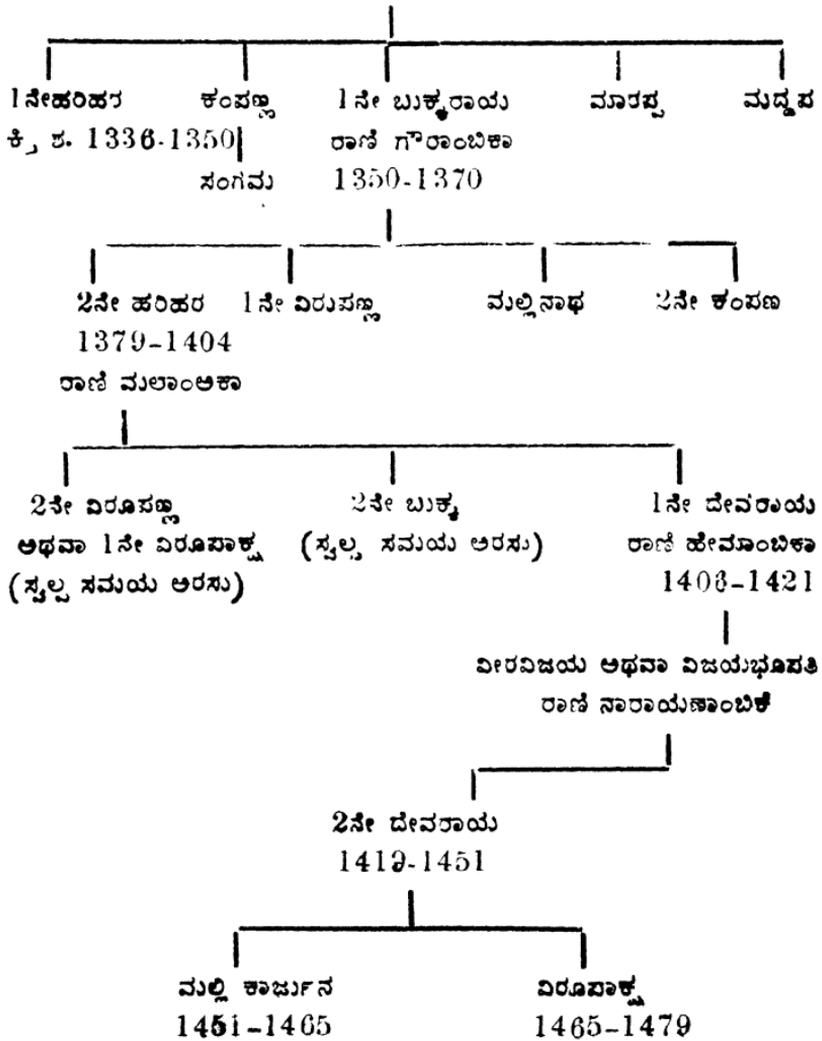 1ನೇಹರಿಹರ ಕಂಪಣ್ಣ 1ನೇ ಬುಕ್ಕರಾಯ ಮಾರಪ್ಪ ಮದ್ದಪ
ಕ್ರಿ ಶ. 1336-1350 ರಾಣಿ ಗೌರಾಂಬಿಕಾ
ಸಂಗಮ 1350-1370
2ನೇ ಹರಿಹರ 1ನೇ ವಿರುಪಣ್ಣ ಮಲ್ಲಿನಾಥ 2ನೇ ಕಂಪಣ
1379-1404
ರಾಣಿ ಮಲಾಂಅಕಾ
2ನೇ ವಿರೂಪಣ್ಣ 2ನೇ ಬುಕ್ಕ 1ನೇ ದೇವರಾಯ
ಅಥವಾ 1ನೇ ವಿರೂಪಾಕ್ಷ (ಸ್ವಲ್ಪ ಸಮಯ ಅರಸು) ರಾಣಿ ಹೇಮಾಂಬಿಕಾ
(ಸ್ವಲ್ಪ ಸಮಯ ಅರಸು) 1406-1421
ವೀರವಿಜಯ ಅಥವಾ ವಿಜಯಭೂಪತಿ
ರಾಣಿ ನಾರಾಯಣಾಂಬಿಕೆ
2ನೇ ದೇವರಾಯ
1419-1451
ಮಲ್ಲಿ ಕಾರ್ಜುನ ವಿರೂಪಾಕ್ಷ
1451-1465 1465-1479